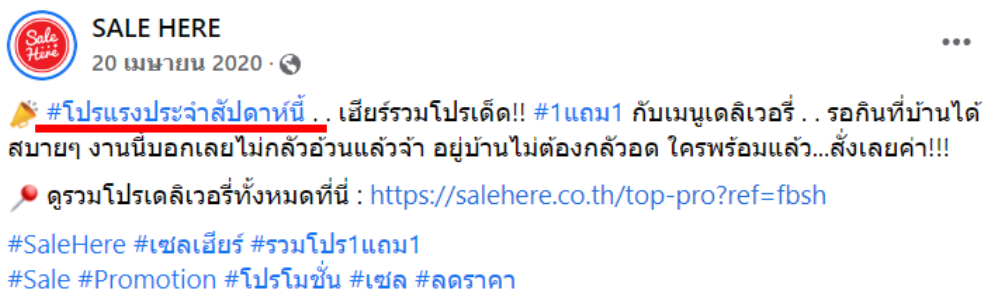 Sale Here
SALE HERE
20 เมษายน 2020 ·
#โปรแรงประจำสัปดาห์นี้ . . เฮียร์รวมโปรเด็ด!! #1แถม1 กับเมนูเดลิเวอรี่ . . รอกินที่บ้านได้
สบายๆ งานนี้บอกเลยไม่กลัวอ้วนแล้วจ้า อยู่บ้านไม่ต้องกลัวอด ใครพร้อมแล้ว...สั่งเลยค่า!!!
ดูรวมโปรเดลิเวอรี่ทั้งหมดที่นี่ : https://salehere.co.th/top-pro?ref=fbsh
#SaleHere #เซลเฮียร์ #รวมโปร1แถม1
#Sale #Promotion #โปรโมชั่น #เซล #ลดราคา